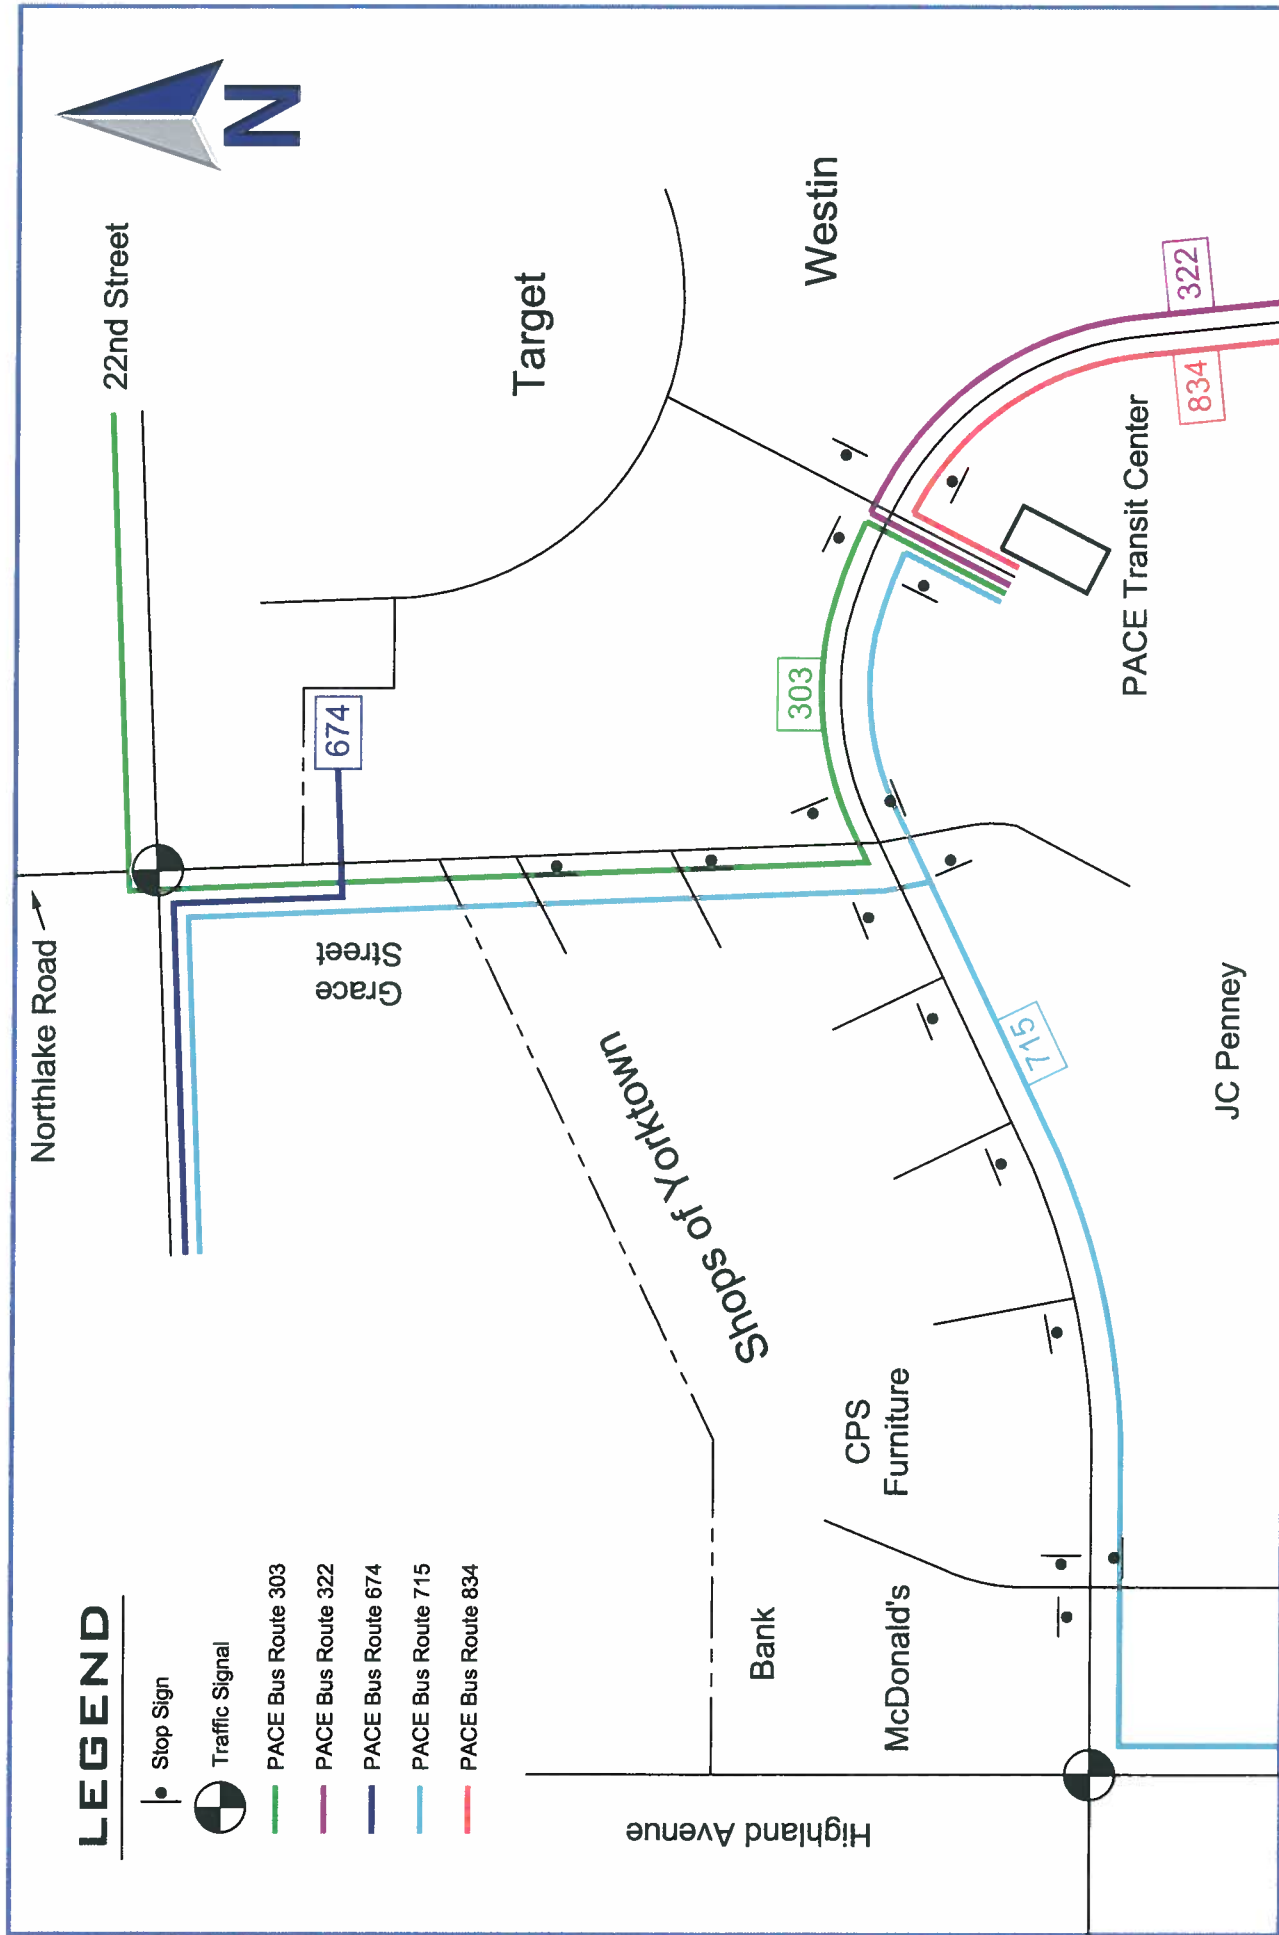 LEGEND
Stop Sign
Traffic Signal
PACE Bus Route 303
PACE Bus Route 322
PACE Bus Route 674
PACE Bus Route 715
PACE Bus Route 834
Northlake Road
22nd Street
N
Grace
Street
674
Target
Westin
Shops of Yorktown
303
322
834
PACE Transit Center
715
JC Penney
CPS
Furniture
Bank
McDonald's
Highland Avenue